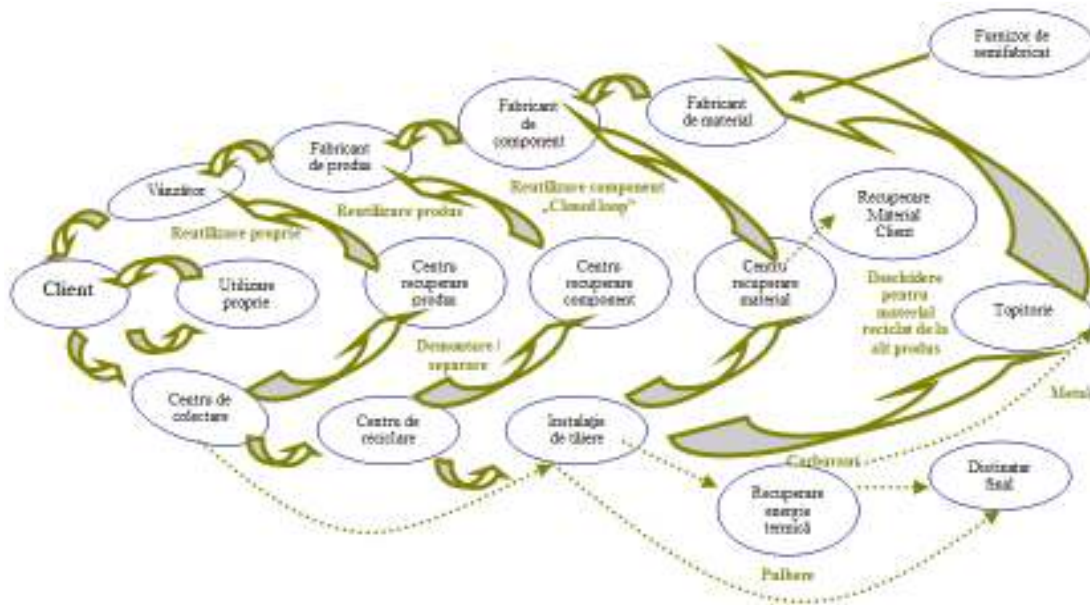 Furnizor de
semifabricat
Fabricant
de
component
Fabricant
de material
Fabricant
de produs
Vânzător
Reutilizare component
„Closed loop"
Reutilizare produs
Reutilizare proprie
Recuperare
Material
Client
Client
Utilizare
proprie
Centru
recuperare
produs
Centru
recuperare
component
Centru
recuperare
material
Deschidere
pentru
material
reciclat de la
alt produs
Topitorie
Demontare /
separare
Centru de
colectare
Centru de
reciclare
Instalație
de tăiere
Metal
Carburant
Recuperare
energie
termică
Distinatar
final
Pulbere